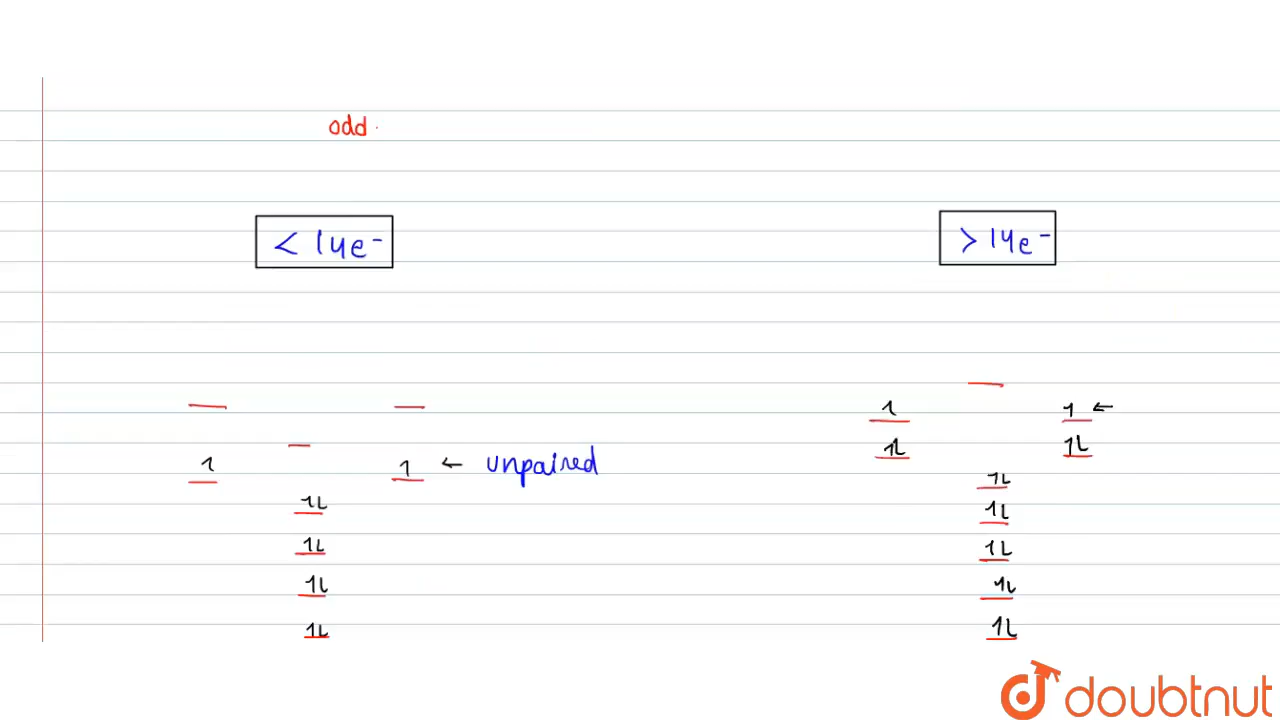 odd
< 14e⁻
> 14e⁻
1 1 ←
1L 1L
1 1 ← unpaired
1L
1L
1L
1L
1L
1L
1L
1L
1L
doubtnut